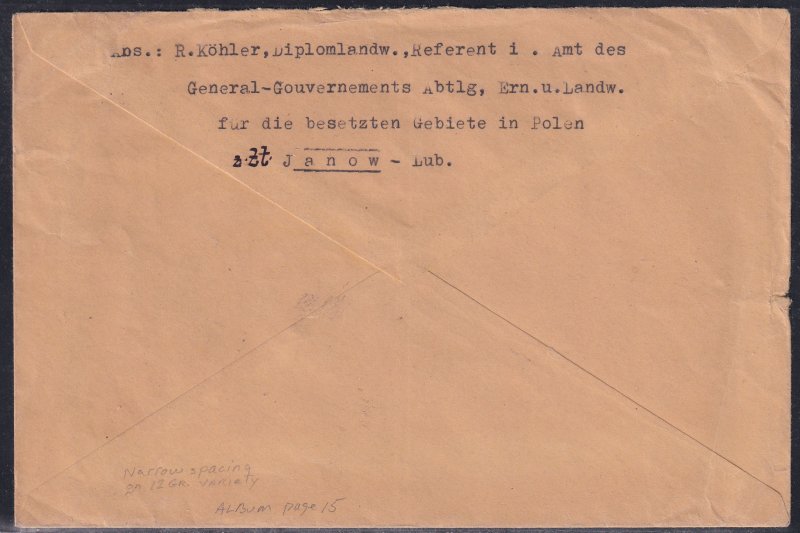 Abs.: R.Köhler,Diplomlandw.,Referent i . Amt des
General-Gouvernements Abtlg, Ern.u.Landw.
für die besetzten Gebiete in Polen
z.Zt. Janow - Lub.
Narrow spacing
on 12 GR. variety
ALBUM page 15